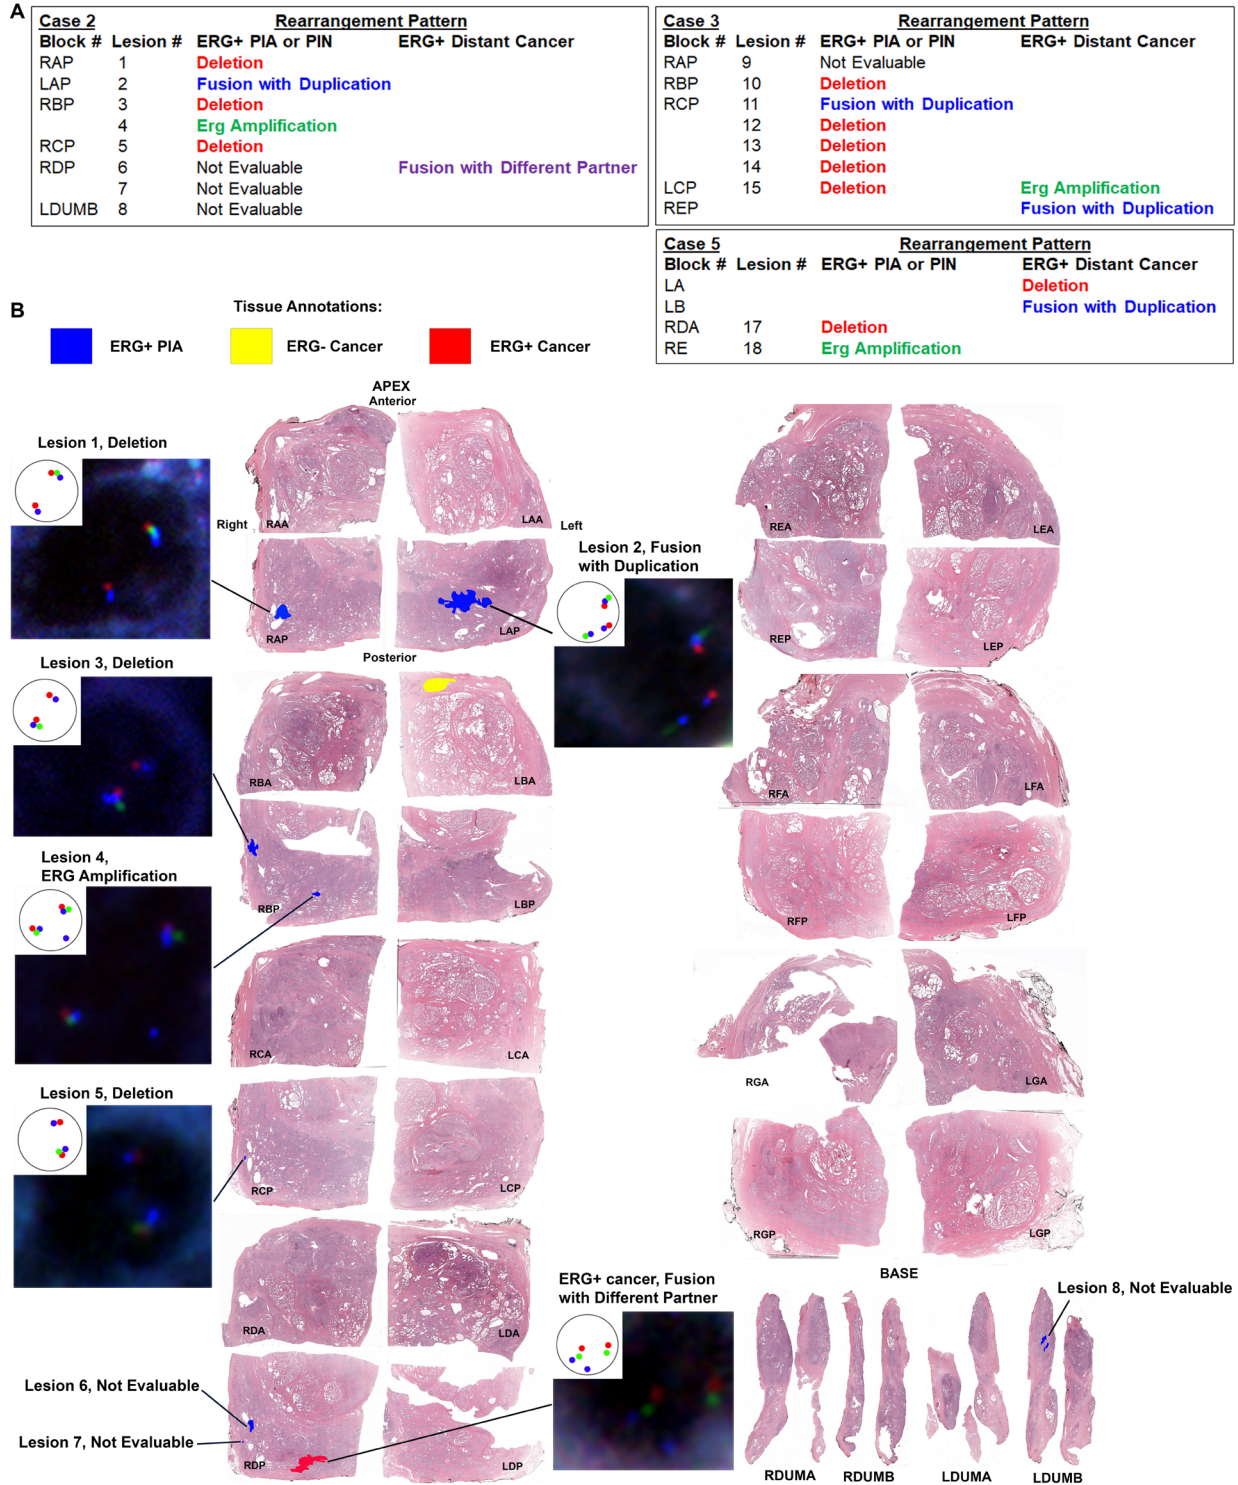 A
Case 2 Rearrangement Pattern
Block # Lesion # ERG+ PIA or PIN ERG+ Distant Cancer
RAP 1 Deletion
LAP 2 Fusion with Duplication
RBP 3 Deletion
4 Erg Amplification
RCP 5 Deletion
RDP 6 Not Evaluable Fusion with Different Partner
7 Not Evaluable
LDUMB 8 Not Evaluable
Case 3 Rearrangement Pattern
Block # Lesion # ERG+ PIA or PIN ERG+ Distant Cancer
RAP 9 Not Evaluable
RBP 10 Deletion
RCP 11 Fusion with Duplication
12 Deletion
13 Deletion
14 Deletion
LCP 15 Deletion Erg Amplification
REP Fusion with Duplication
Case 5 Rearrangement Pattern
Block # Lesion # ERG+ PIA or PIN ERG+ Distant Cancer
LA Deletion
LB Fusion with Duplication
RDA 17 Deletion
RE 18 Erg Amplification
B
Tissue Annotations:
ERG+ PIA ERG- Cancer ERG+ Cancer
APEX
Anterior
Lesion 1, Deletion
Right RAA LAA Left
RAP LAP
Posterior
Lesion 2, Fusion
with Duplication
REA LEA
REP LEP
Lesion 3, Deletion
RBA LBA
RFA LFA
Lesion 4,
ERG Amplification
RBP LBP
RFP LFP
RCA LCA
RGA LGA
Lesion 5, Deletion
RCP LCP
RGP LGP
BASE
RDA LDA
ERG+ cancer, Fusion
with Different Partner
Lesion 8, Not Evaluable
Lesion 6, Not Evaluable
Lesion 7, Not Evaluable
RDP LDP
RDUMA RDUMB LDUMA LDUMB